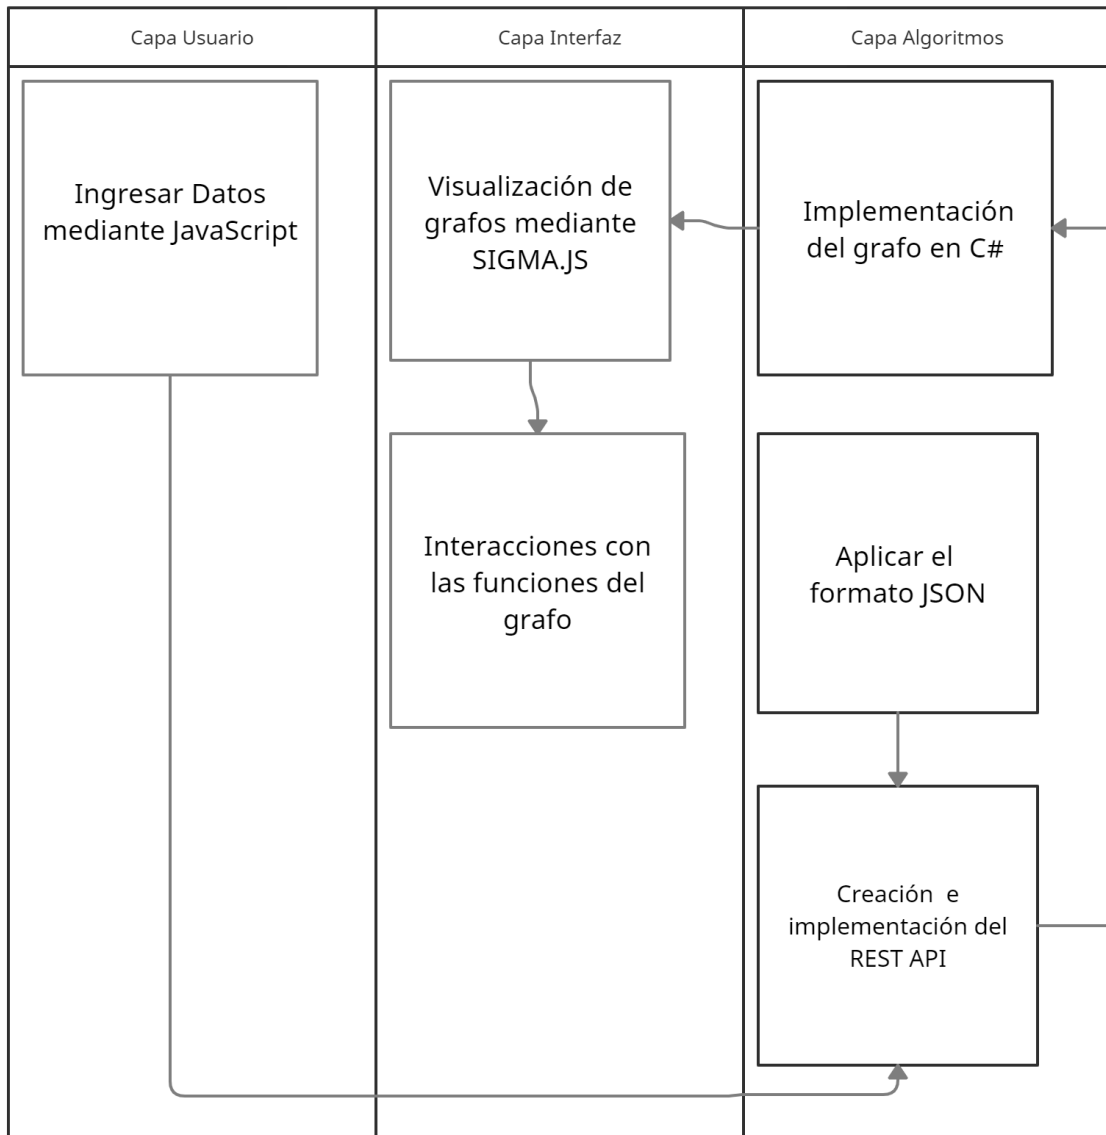 Capa Usuario
Capa Interfaz
Capa Algoritmos
Ingresar Datos
mediante JavaScript
Visualización de
grafos mediante
SIGMA.JS
Implementación
del grafo en C#
Interacciones con
las funciones del
grafo
Aplicar el
formato JSON
Creación  e
implementación del
REST API